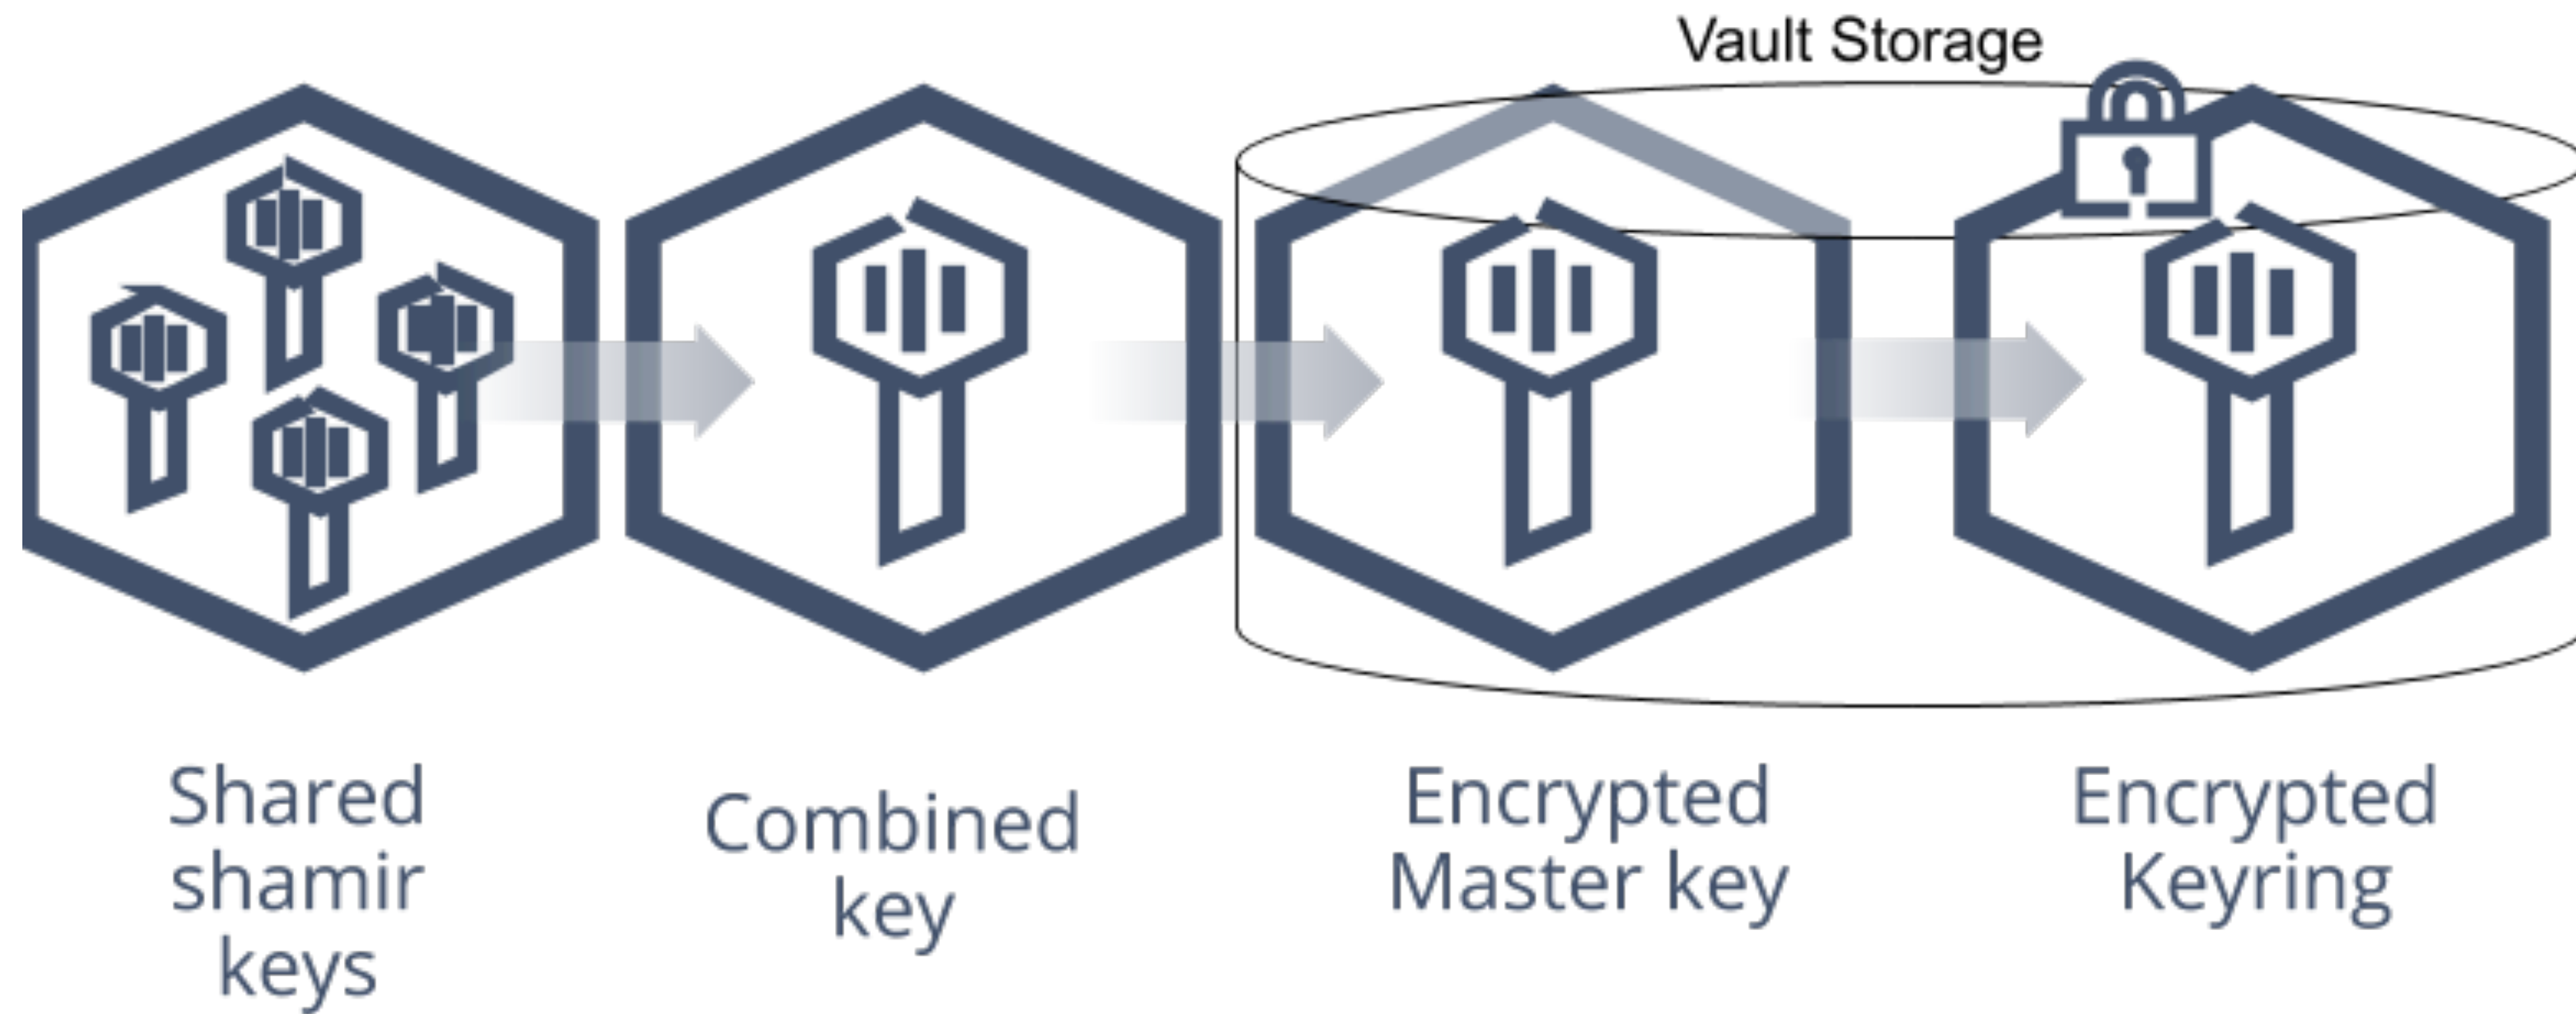 Vault Storage
Shared
shamir
keys
Combined
key
Encrypted
Master key
Encrypted
Keyring